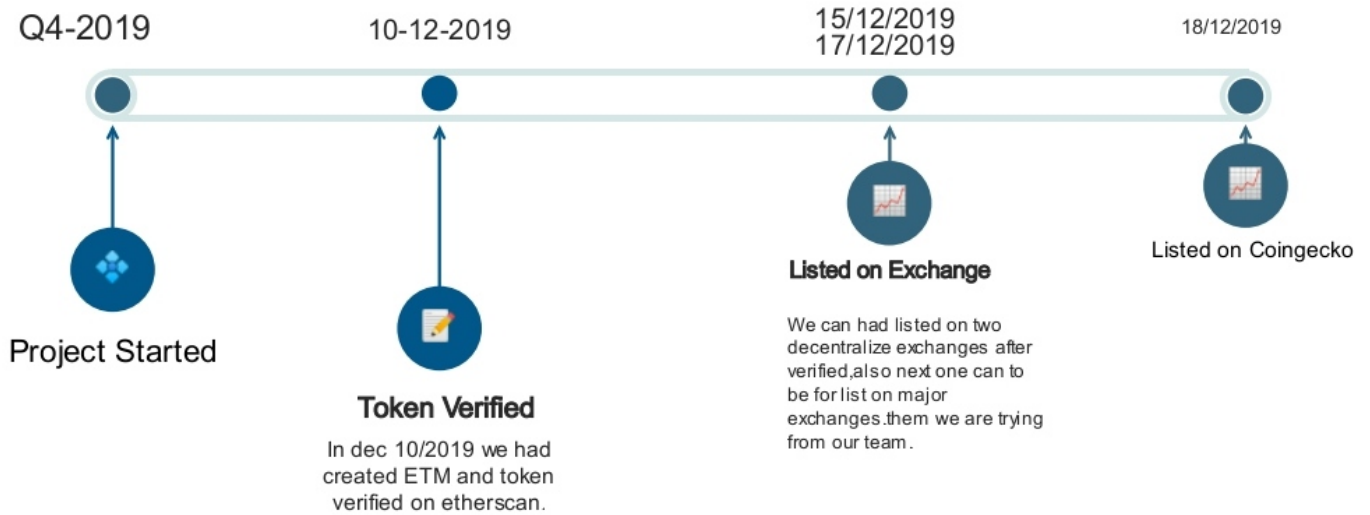 Q4-2019
10-12-2019
15/12/2019
17/12/2019
18/12/2019
Project Started
Token Verified
In dec 10/2019 we had
created ETM and token
verified on etherscan.
Listed on Exchange
We can had listed on two
decentralize exchanges after
verified,also next one can to
be for list on major
exchanges.them we are trying
from our team.
Listed on Coingecko